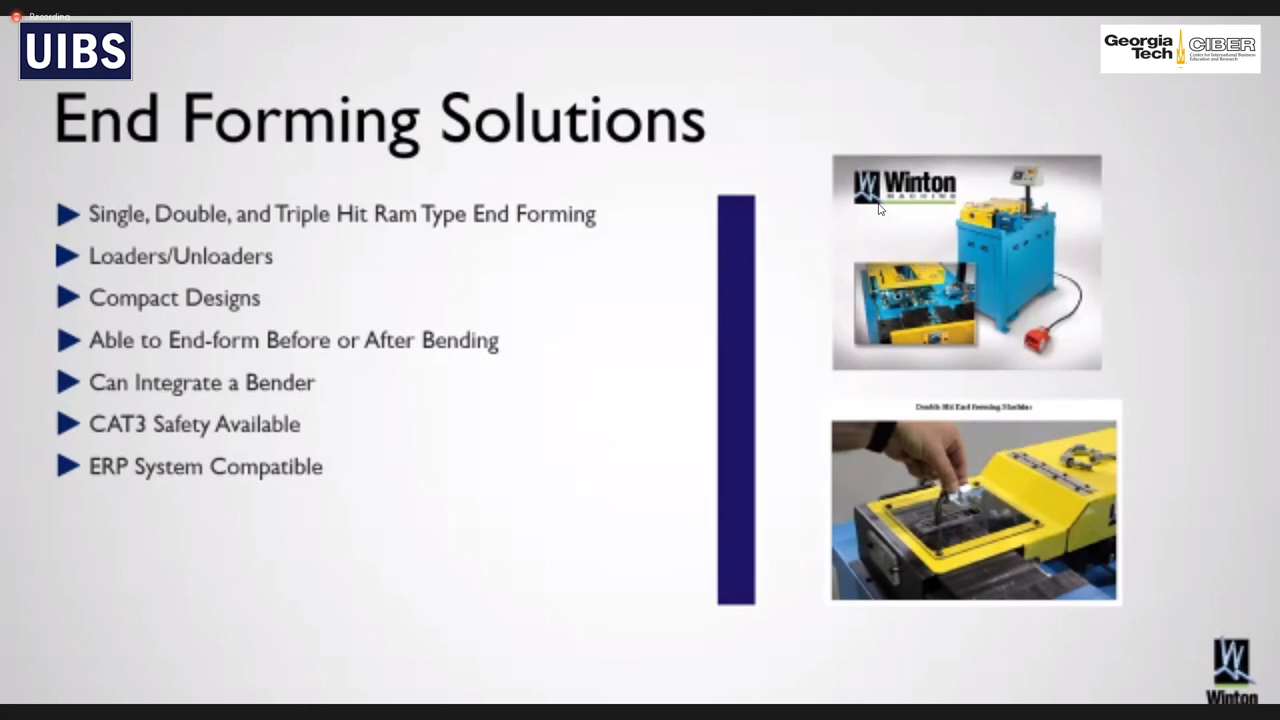 Recording
UIBS
Georgia Tech
CIBER
Center for International Business
Education and Research
End Forming Solutions
Single, Double, and Triple Hit Ram Type End Forming
Loaders/Unloaders
Compact Designs
Able to End-form Before or After Bending
Can Integrate a Bender
CAT3 Safety Available
ERP System Compatible
Winton
MACHINE
Double Hit End Forming Machine
Winton